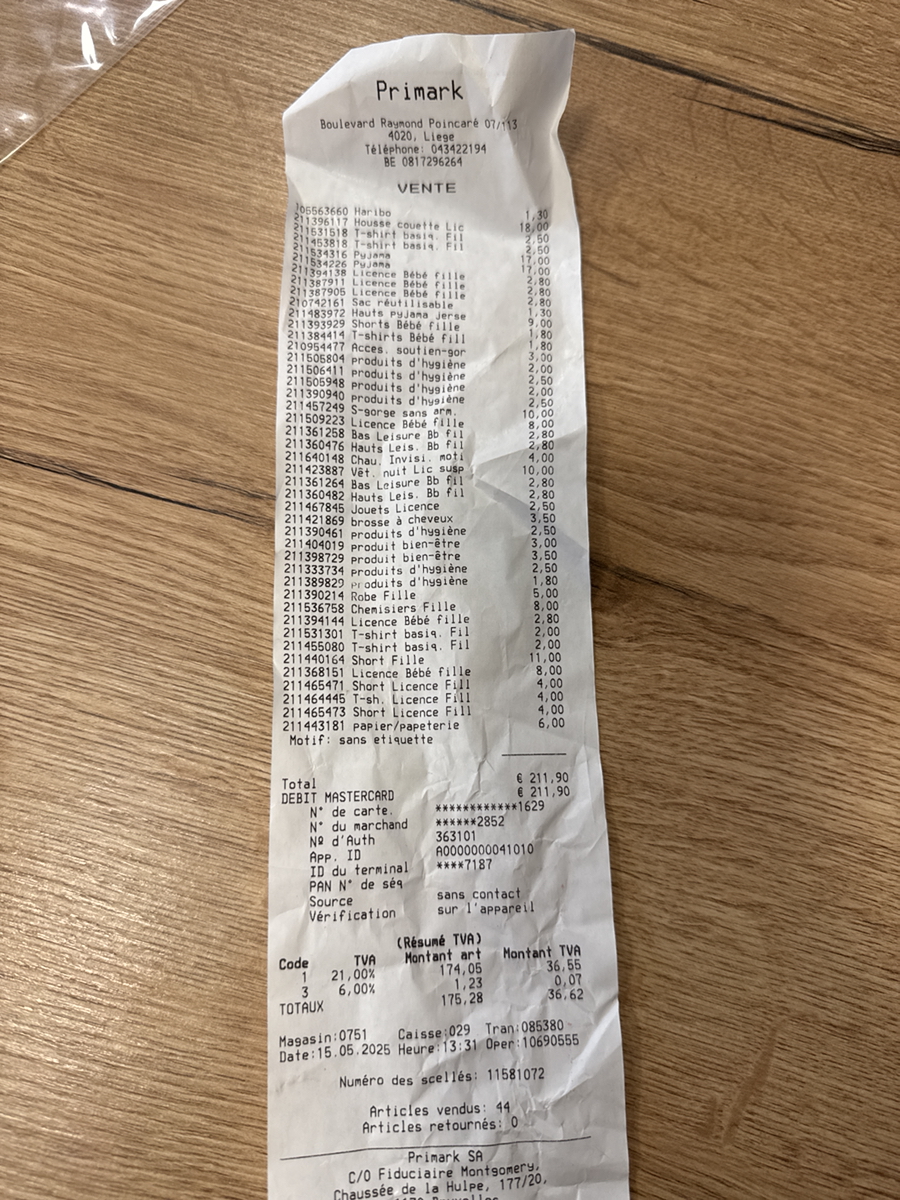 Primark
Boulevard Raymond Poincaré 07/113
4020, Liege
Téléphone: 043422194
BE 0817296264
VENTE
105563660 Haribo 1,30
211396117 Housse couette Lic 18,00
211531518 T-shirt basiq. Fil 2,50
211453818 T-shirt basiq. Fil 2,50
211534316 Pyjama 17,00
211534226 Pyjama 17,00
211394138 Licence Bébé fille 2,80
211387911 Licence Bébé fille 2,80
211387905 Licence Bébé fille 2,80
210742161 Sac réutilisable 1,30
211483972 Hauts pyjama Jerse 9,00
211393929 Shorts Bébé fille 1,80
211384414 T-shirts Bébé fill 1,80
210954477 Acces. soutien-gor 3,00
211505804 produits d'hygiène 2,00
211506411 produits d'hygiène 2,50
211505948 produits d'hygiène 2,00
211390940 produits d'hygiène 2,50
211457249 S-gorge sans arm. 10,00
211509223 Licence Bébé fille 8,00
211361258 Bas Leisure Bb fil 2,80
211360476 Hauts Leis. Bb fil 2,80
211640148 Chau. Invisi. moti 4,00
211423887 Vêt. nuit Lic susp 10,00
211361264 Bas Leisure Bb fil 2,80
211360482 Hauts Leis. Bb fil 2,80
211467845 Jouets Licence 2,50
211421869 brosse à cheveux 3,50
211390461 produits d'hygiène 2,50
211404019 produit bien-être 3,00
211398729 produit bien-être 3,50
211333734 produits d'hygiène 2,50
211389829 produits d'hygiène 1,80
211390214 Robe Fille 5,00
211536758 Chemisiers Fille 8,00
211394144 Licence Bébé fille 2,80
211531301 T-shirt basiq. Fil 2,00
211455080 T-shirt basiq. Fil 2,00
211440164 Short Fille 11,00
211368151 Licence Bébé fille 8,00
211465471 Short Licence Fill 4,00
211464445 T-sh. Licence Fill 4,00
211465473 Short Licence Fill 4,00
211443181 papier/papeterie 6,00
Motif: sans etiquette
Total € 211,90
DEBIT MASTERCARD € 211,90
N° de carte. ************1629
N° du marchand ******2852
Nº d'Auth 363101
App. ID A0000000041010
ID du terminal ****7187
PAN N° de séq
Source sans contact
Vérification sur l'appareil
(Résumé TVA)
Code TVA Montant art Montant TVA
1 21,00% 174,05 36,55
3 6,00% 1,23 0,07
TOTAUX 175,28 36,62
Magasin:0751 Caisse:029 Tran:085380
Date:15.05.2025 Heure:13:31 Oper:10690555
Numéro des scellés: 11581072
Articles vendus: 44
Articles retournés: 0
Primark SA
C/O Fiduciaire Montgomery,
Chaussée de la Hulpe, 177/20,